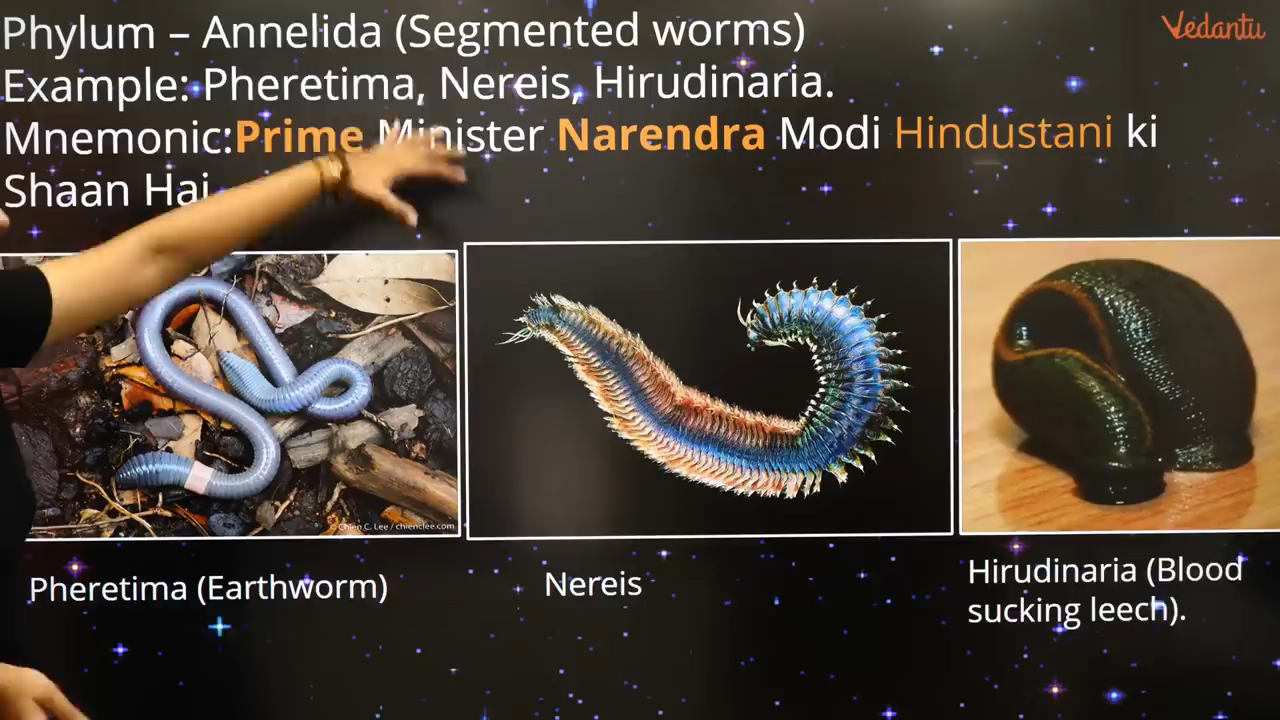 Phylum – Annelida (Segmented worms)
Vedantu
Example: Pheretima, Nereis, Hirudinaria.
Mnemonic:Prime Minister Narendra Modi Hindustani ki
Shaan Hai
© Chien C. Lee / chienclee.com
Pheretima (Earthworm)
Nereis
Hirudinaria (Blood
sucking leech).